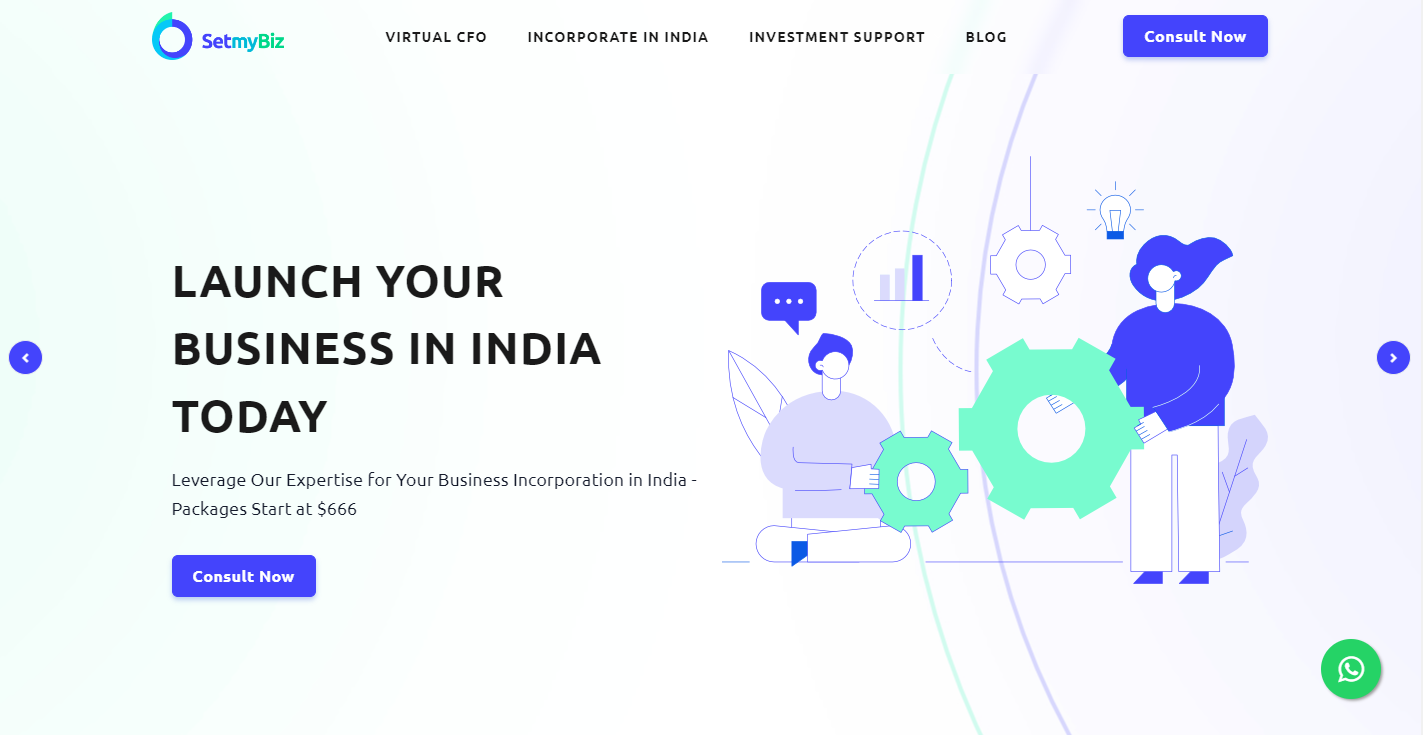 SetmyBiz
VIRTUAL CFO
INCORPORATE IN INDIA
INVESTMENT SUPPORT
BLOG
Consult Now
LAUNCH YOUR
BUSINESS IN INDIA
TODAY
Leverage Our Expertise for Your Business Incorporation in India -
Packages Start at $666
Consult Now